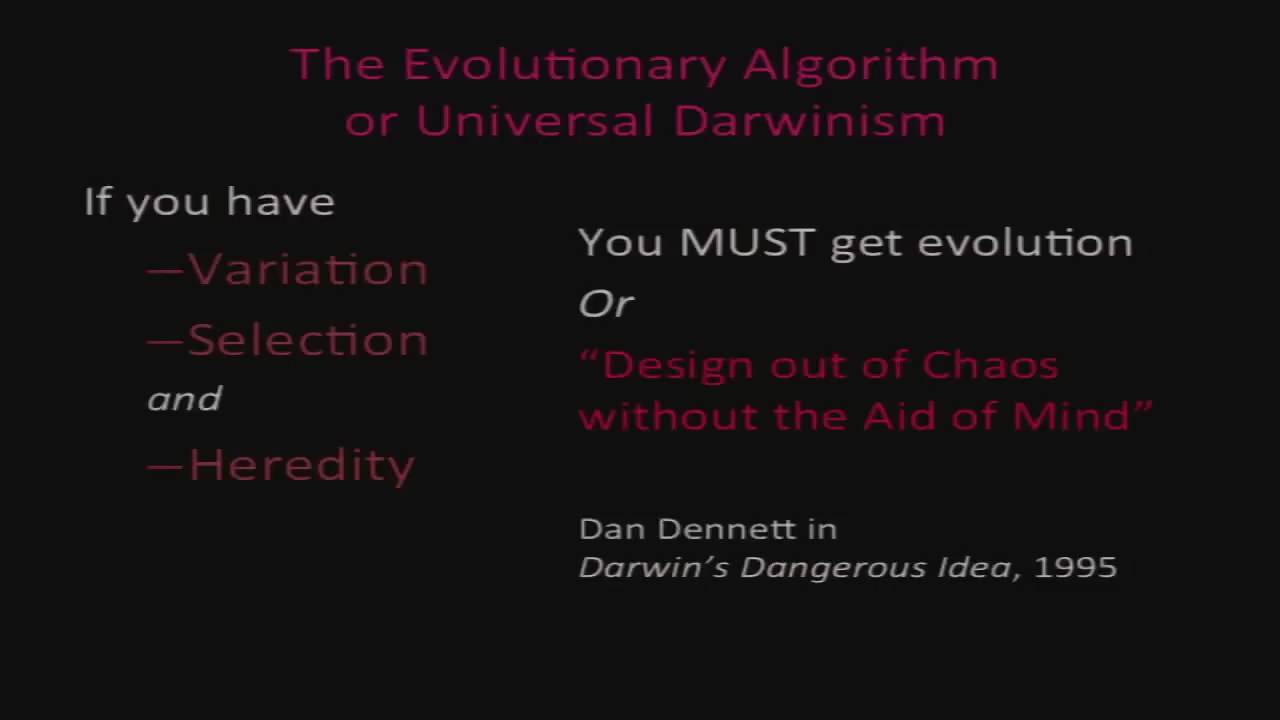 The Evolutionary Algorithm
or Universal Darwinism
If you have
–Variation
–Selection
and
–Heredity
You MUST get evolution
Or
“Design out of Chaos
without the Aid of Mind”
Dan Dennett in
Darwin’s Dangerous Idea, 1995